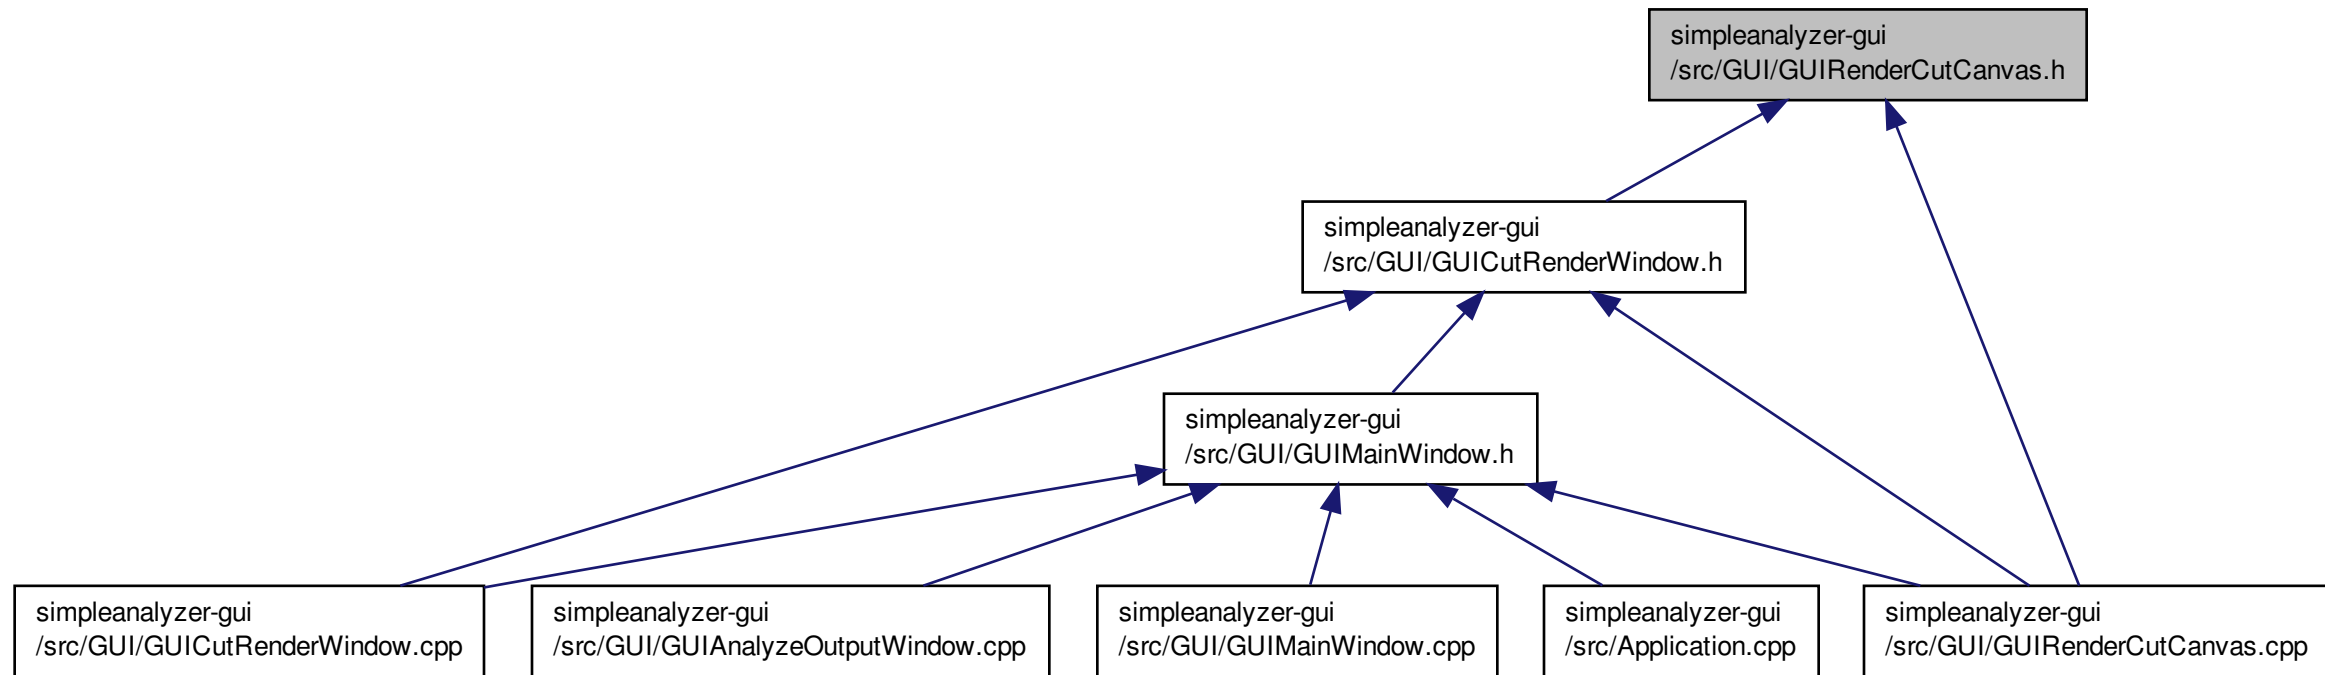 simpleanalyzer-gui
/src/GUI/GUIRenderCutCanvas.h
simpleanalyzer-gui
/src/GUI/GUICutRenderWindow.h
simpleanalyzer-gui
/src/GUI/GUIMainWindow.h
simpleanalyzer-gui
/src/GUI/GUICutRenderWindow.cpp
simpleanalyzer-gui
/src/GUI/GUIAnalyzeOutputWindow.cpp
simpleanalyzer-gui
/src/GUI/GUIMainWindow.cpp
simpleanalyzer-gui
/src/Application.cpp
simpleanalyzer-gui
/src/GUI/GUIRenderCutCanvas.cpp